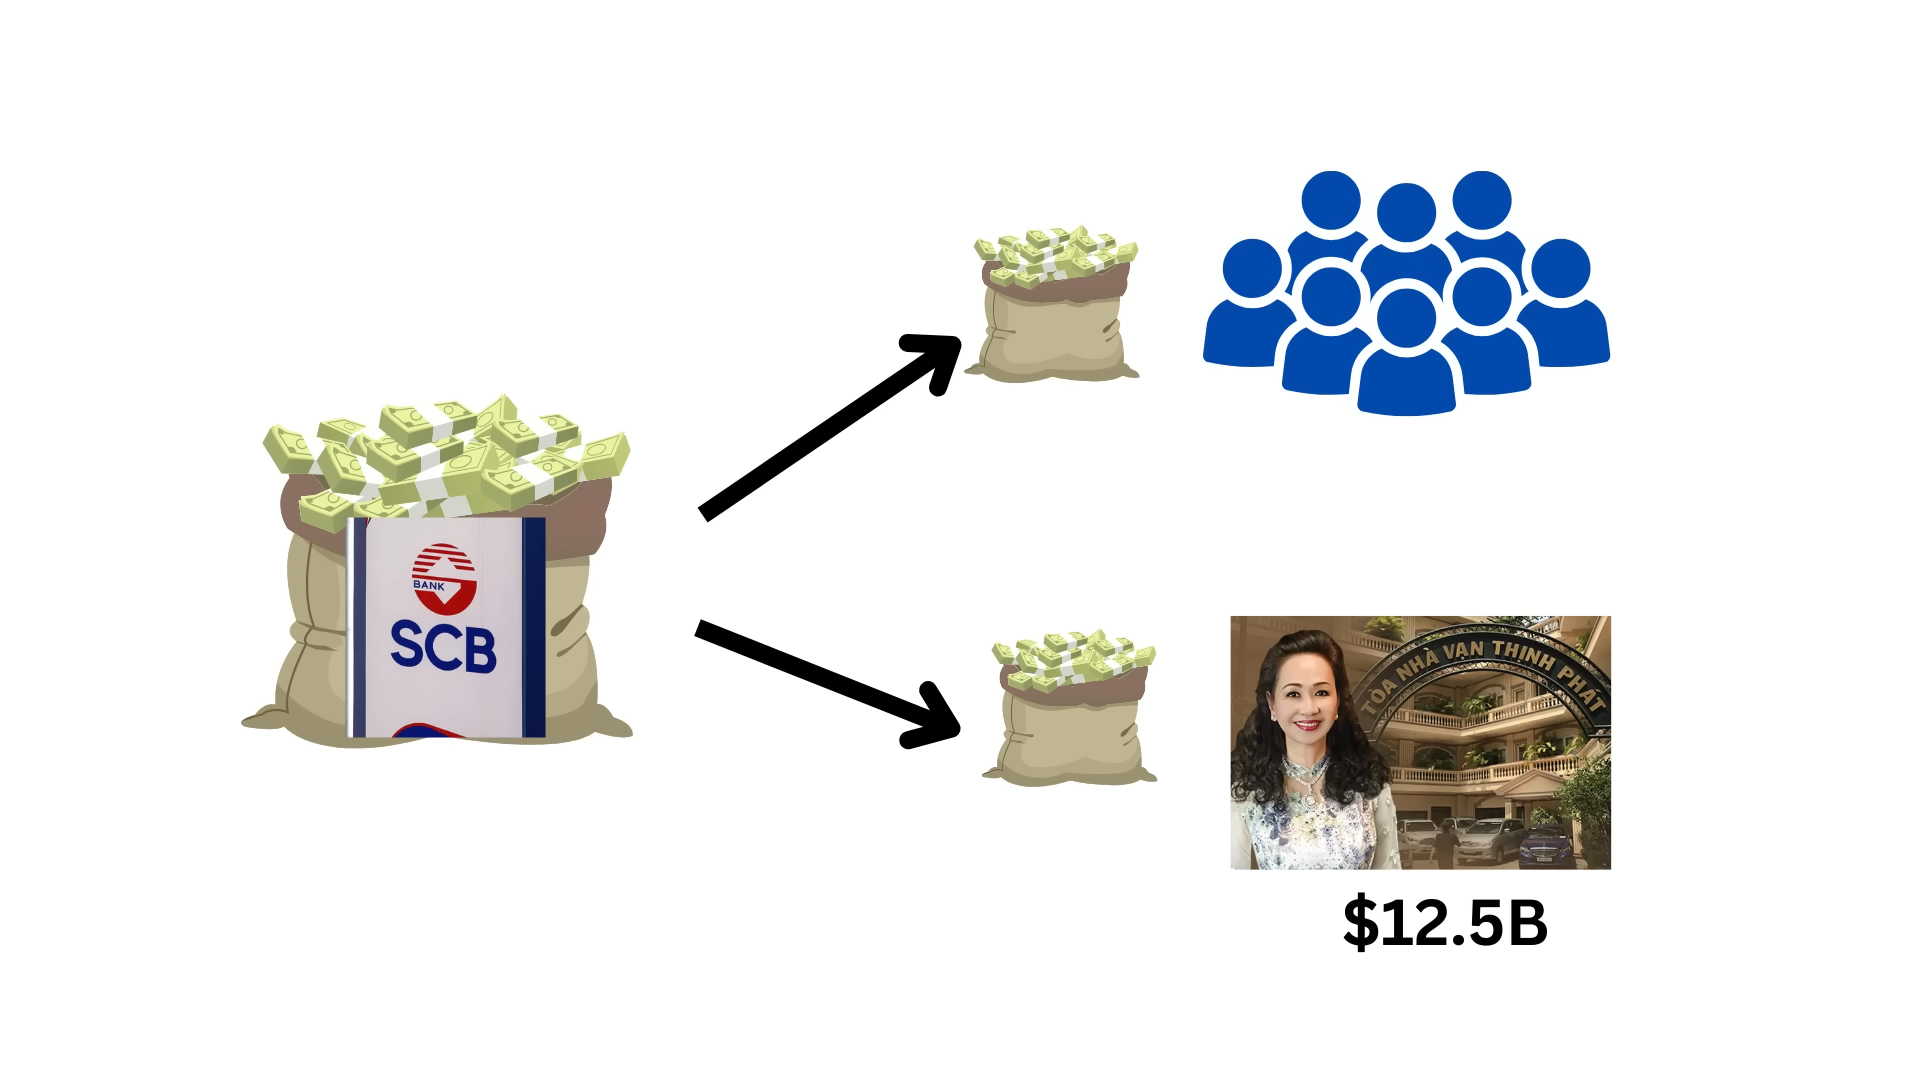 BANK
SCB
TÒA NHÀ VẠN THỊNH PHÁT
$12.5B